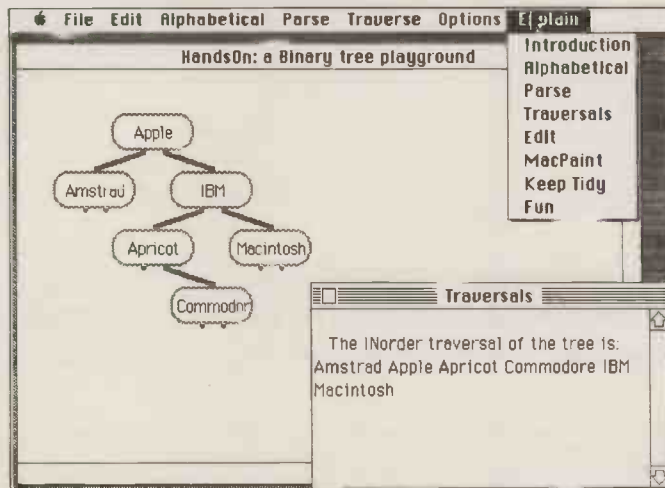 File Edit Alphabetical Parse Traverse Options Explain
HandsOn: a Binary tree playground
Introduction
Alphabetical
Parse
Traversals
Edit
MacPaint
Keep Tidy
Fun
Apple
Amstrad
IBM
Apricot
Macintosh
Commodor
Traversals
The INorder traversal of the tree is:
Amstrad Apple Apricot Commodore IBM
Macintosh